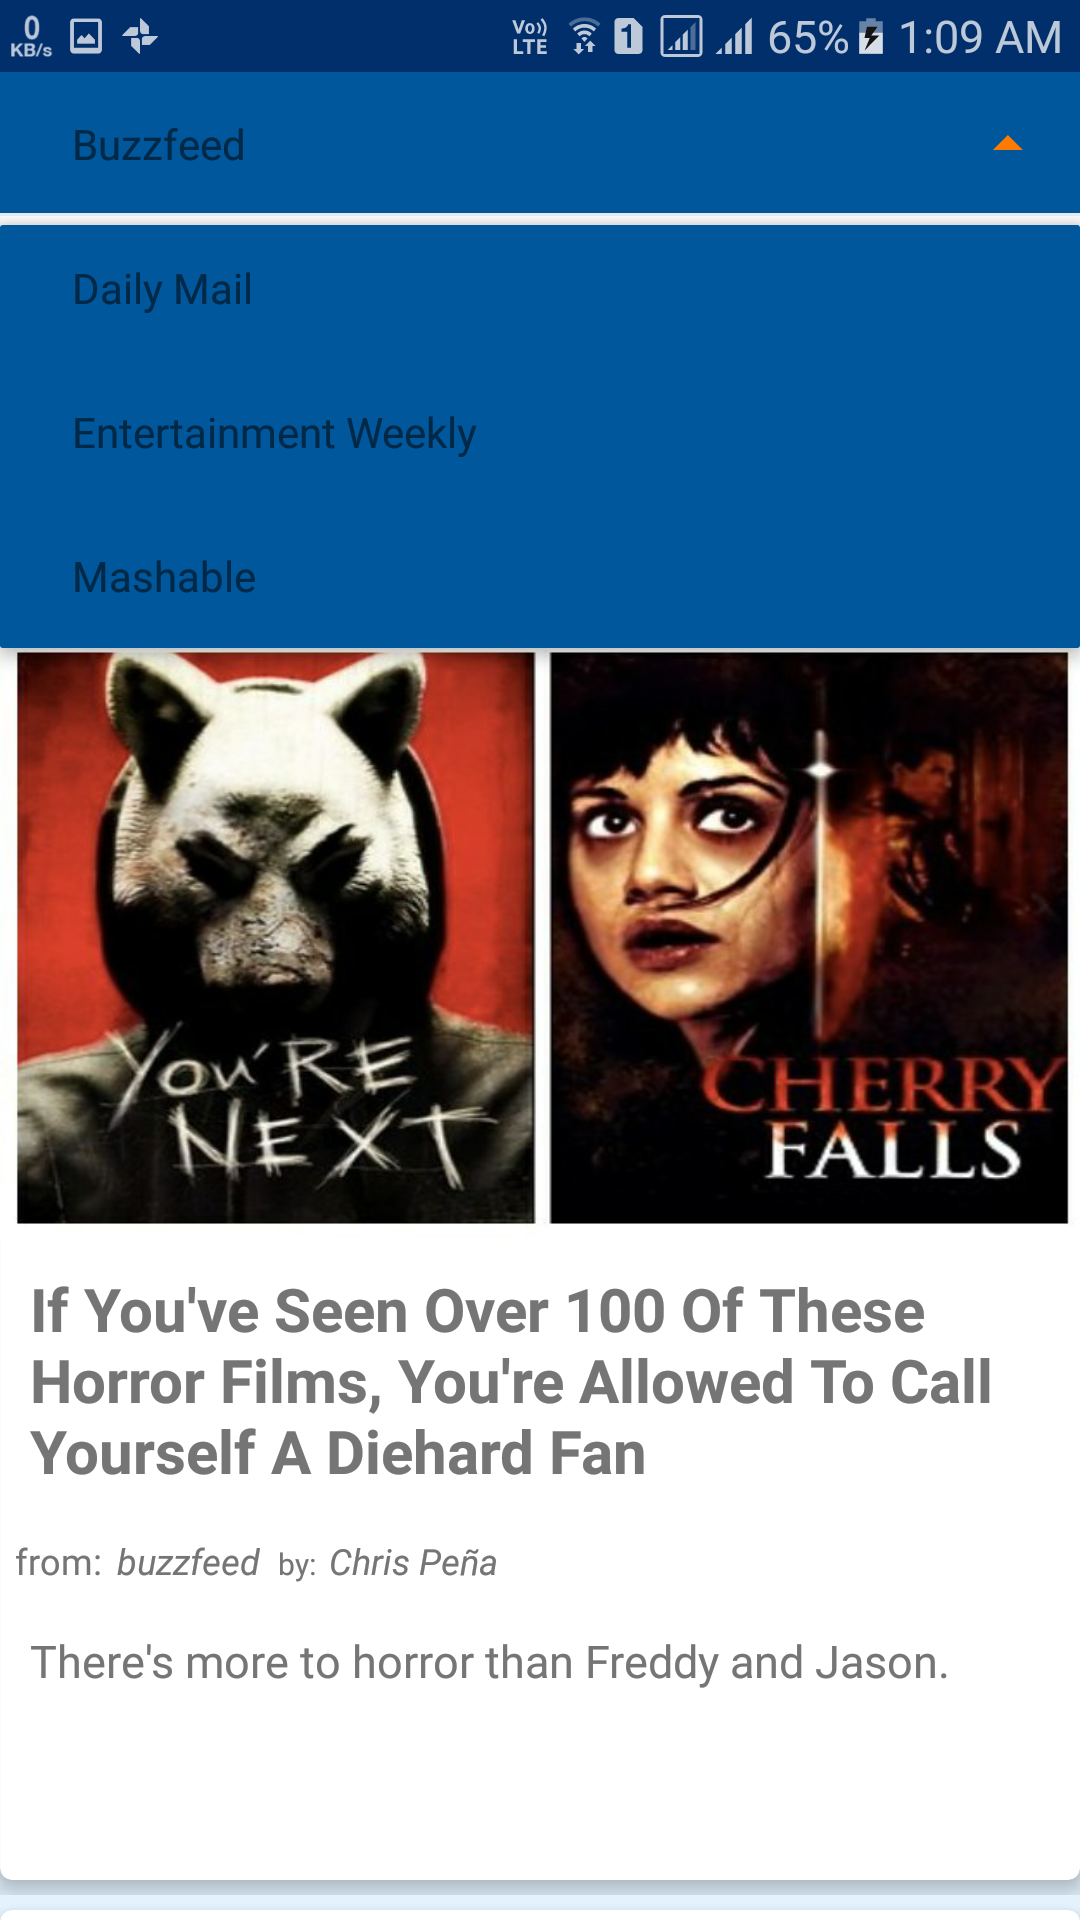 0
KB/s
Vo))
LTE
1
65%
1:09 AM
Buzzfeed
Daily Mail
Entertainment Weekly
Mashable
YOU'RE
NEXT
CHERRY
FALLS
If You've Seen Over 100 Of These
Horror Films, You're Allowed To Call
Yourself A Diehard Fan
from: buzzfeed by: Chris Peña
There's more to horror than Freddy and Jason.